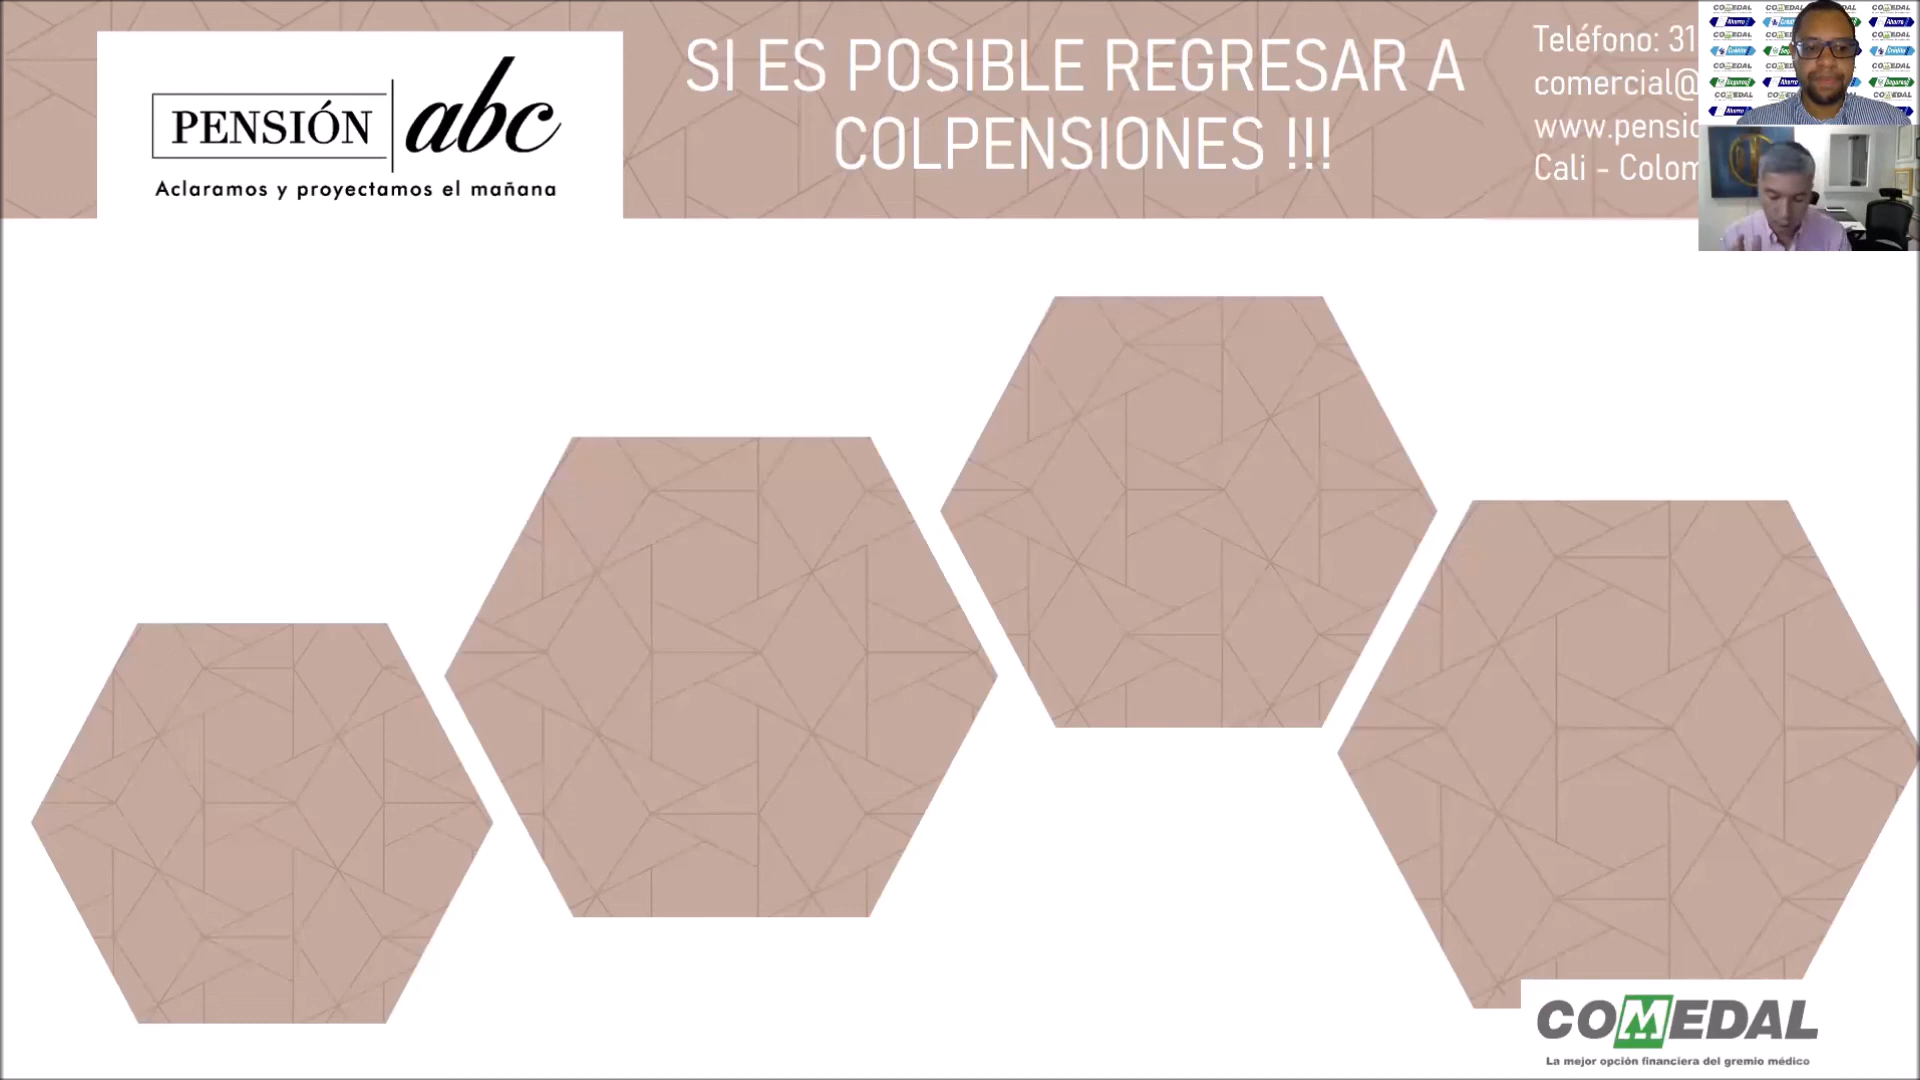 PENSIÓN abc
Aclaramos y proyectamos el mañana
SI ES POSIBLE REGRESAR A
COLPENSIONES !!!
Teléfono: 31
comercial@
www.pensio
Cali - Colom
COMEDAL
La mejor opción financiera del gremio médico